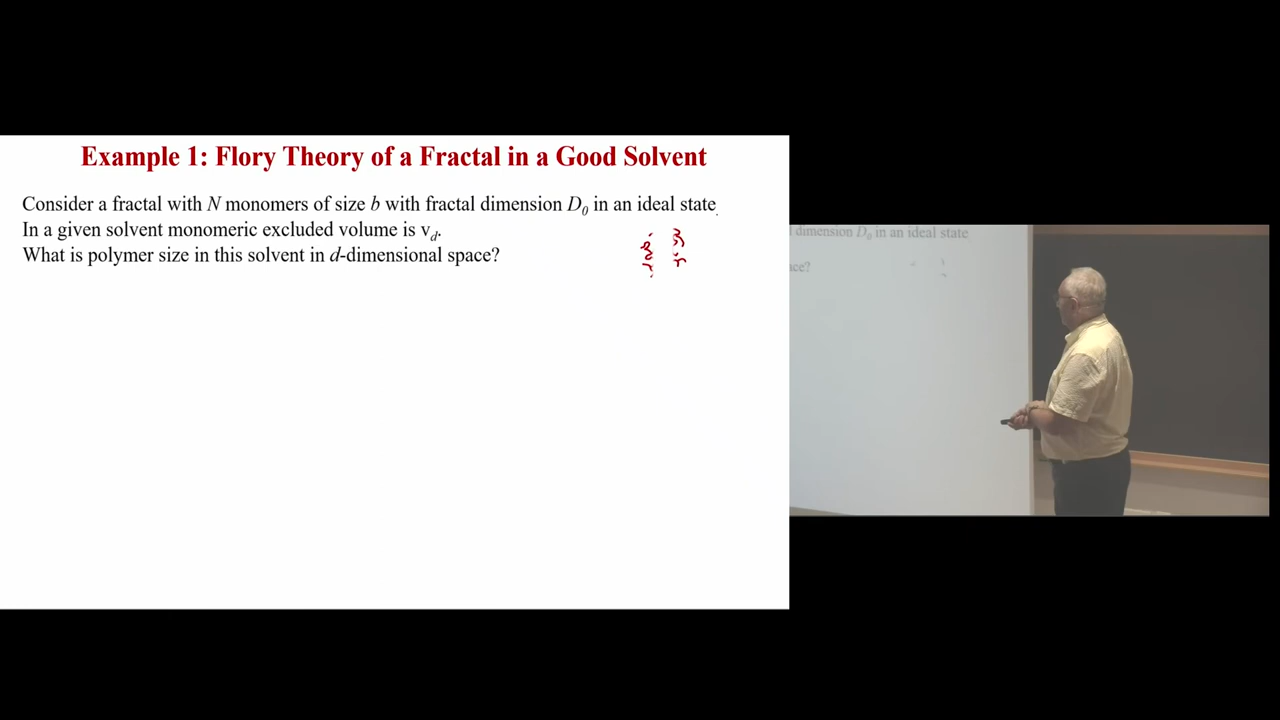 Example 1: Flory Theory of a Fractal in a Good Solvent
Consider a fractal with N monomers of size b with fractal dimension D₀ in an ideal state.
In a given solvent monomeric excluded volume is v_d.
What is polymer size in this solvent in d-dimensional space?
dimension D₀ in an ideal state
ace?